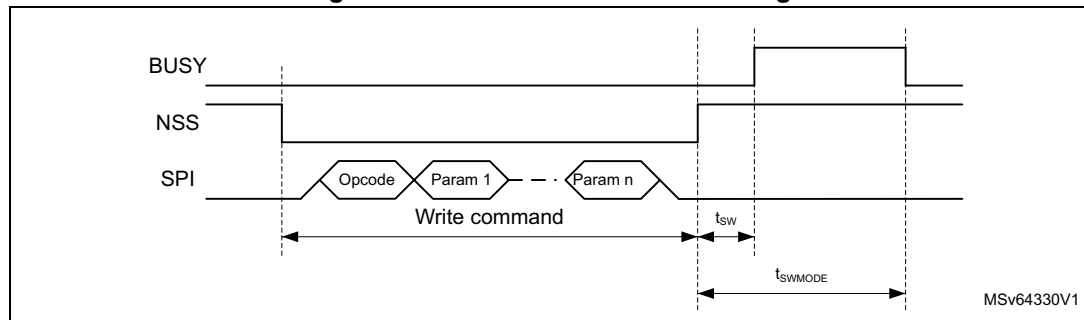 BUSY
NSS
SPI
Opcode Param 1 Param n
Write command
tSW
tSWMODE
MSv64330V1